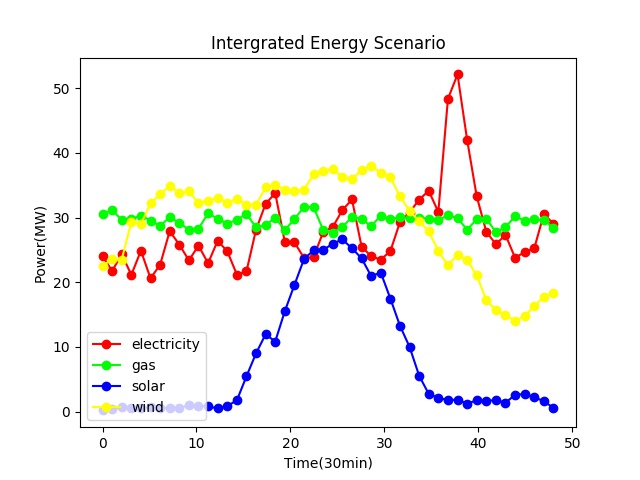 Intergrated Energy Scenario
Power(MW)
50
40
30
20
10
0
electricity
gas
solar
wind
0 10 20 30 40 50
Time(30min)